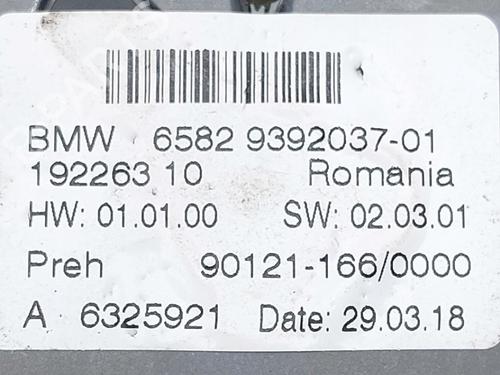 BMW 6582 9392037-01
192263 10 Romania
HW: 01.01.00 SW: 02.03.01
Preh 90121-166/0000
A 6325921 Date: 29.03.18